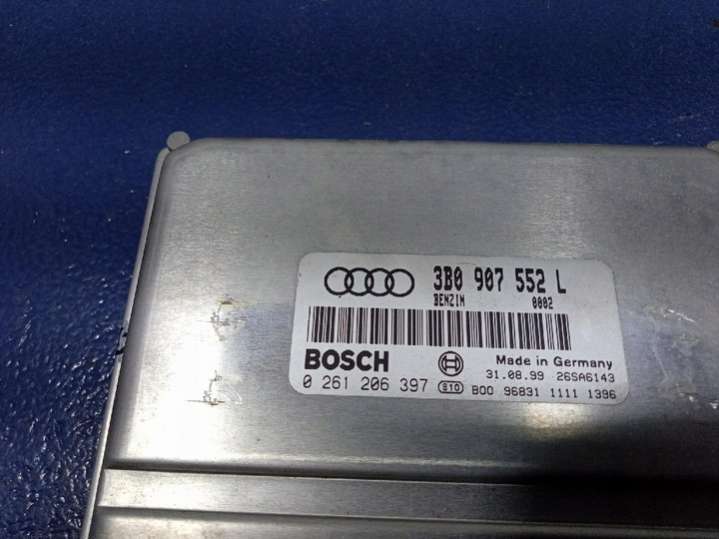 3B0 907 552 L
BENZIN 0002
BOSCH Made in Germany
31.08.99 26SA6143
0 261 206 397 S10 B00 96831 1111 1396